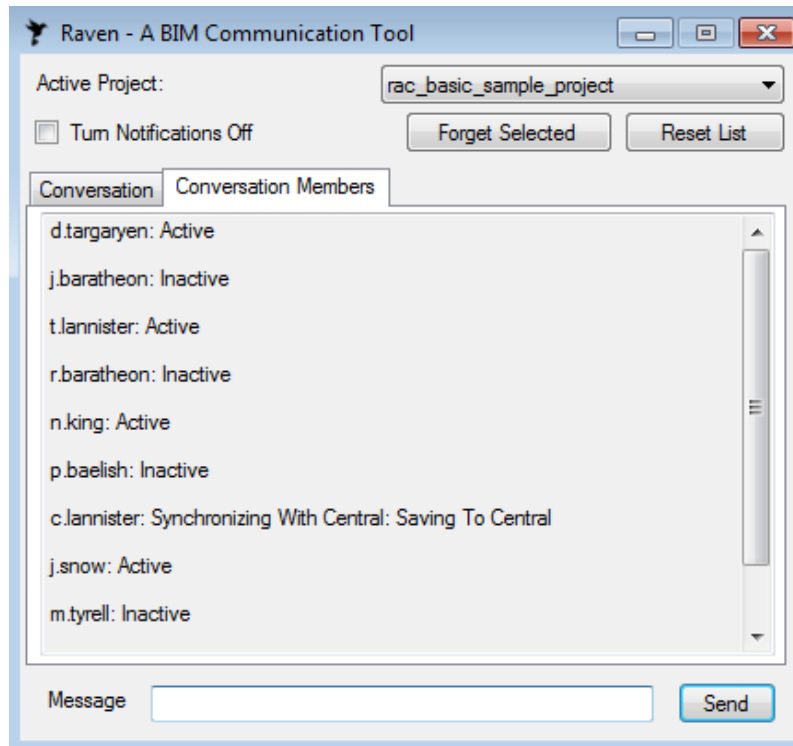 Raven - A BIM Communication Tool
Active Project: rac_basic_sample_project
Turn Notifications Off Forget Selected Reset List
Conversation Conversation Members
d.targaryen: Active
j.baratheon: Inactive
t.lannister: Active
r.baratheon: Inactive
n.king: Active
p.baelish: Inactive
c.lannister: Synchronizing With Central: Saving To Central
j.snow: Active
m.tyrell: Inactive
Message Send